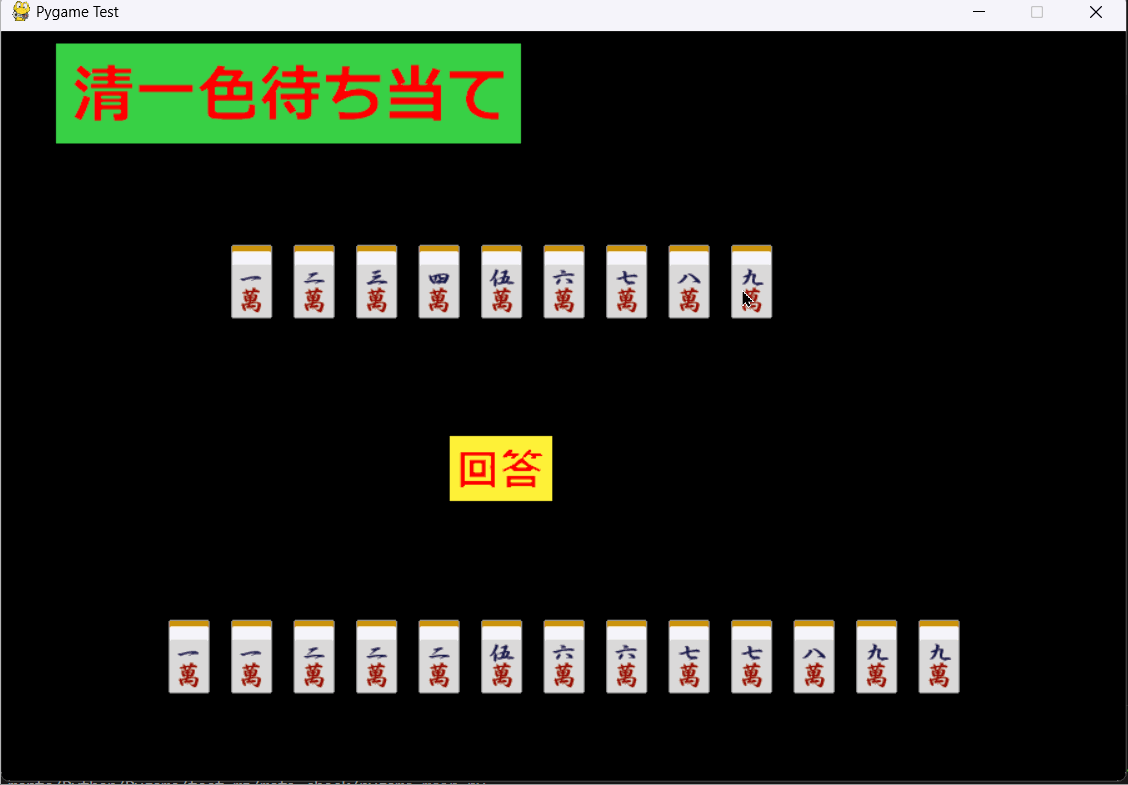 Pygame Test
清一色待ち当て
一萬 二萬 三萬 四萬 伍萬 六萬 七萬 八萬 九萬
回答
一萬 一萬 二萬 二萬 二萬 伍萬 六萬 六萬 七萬 七萬 八萬 九萬 九萬